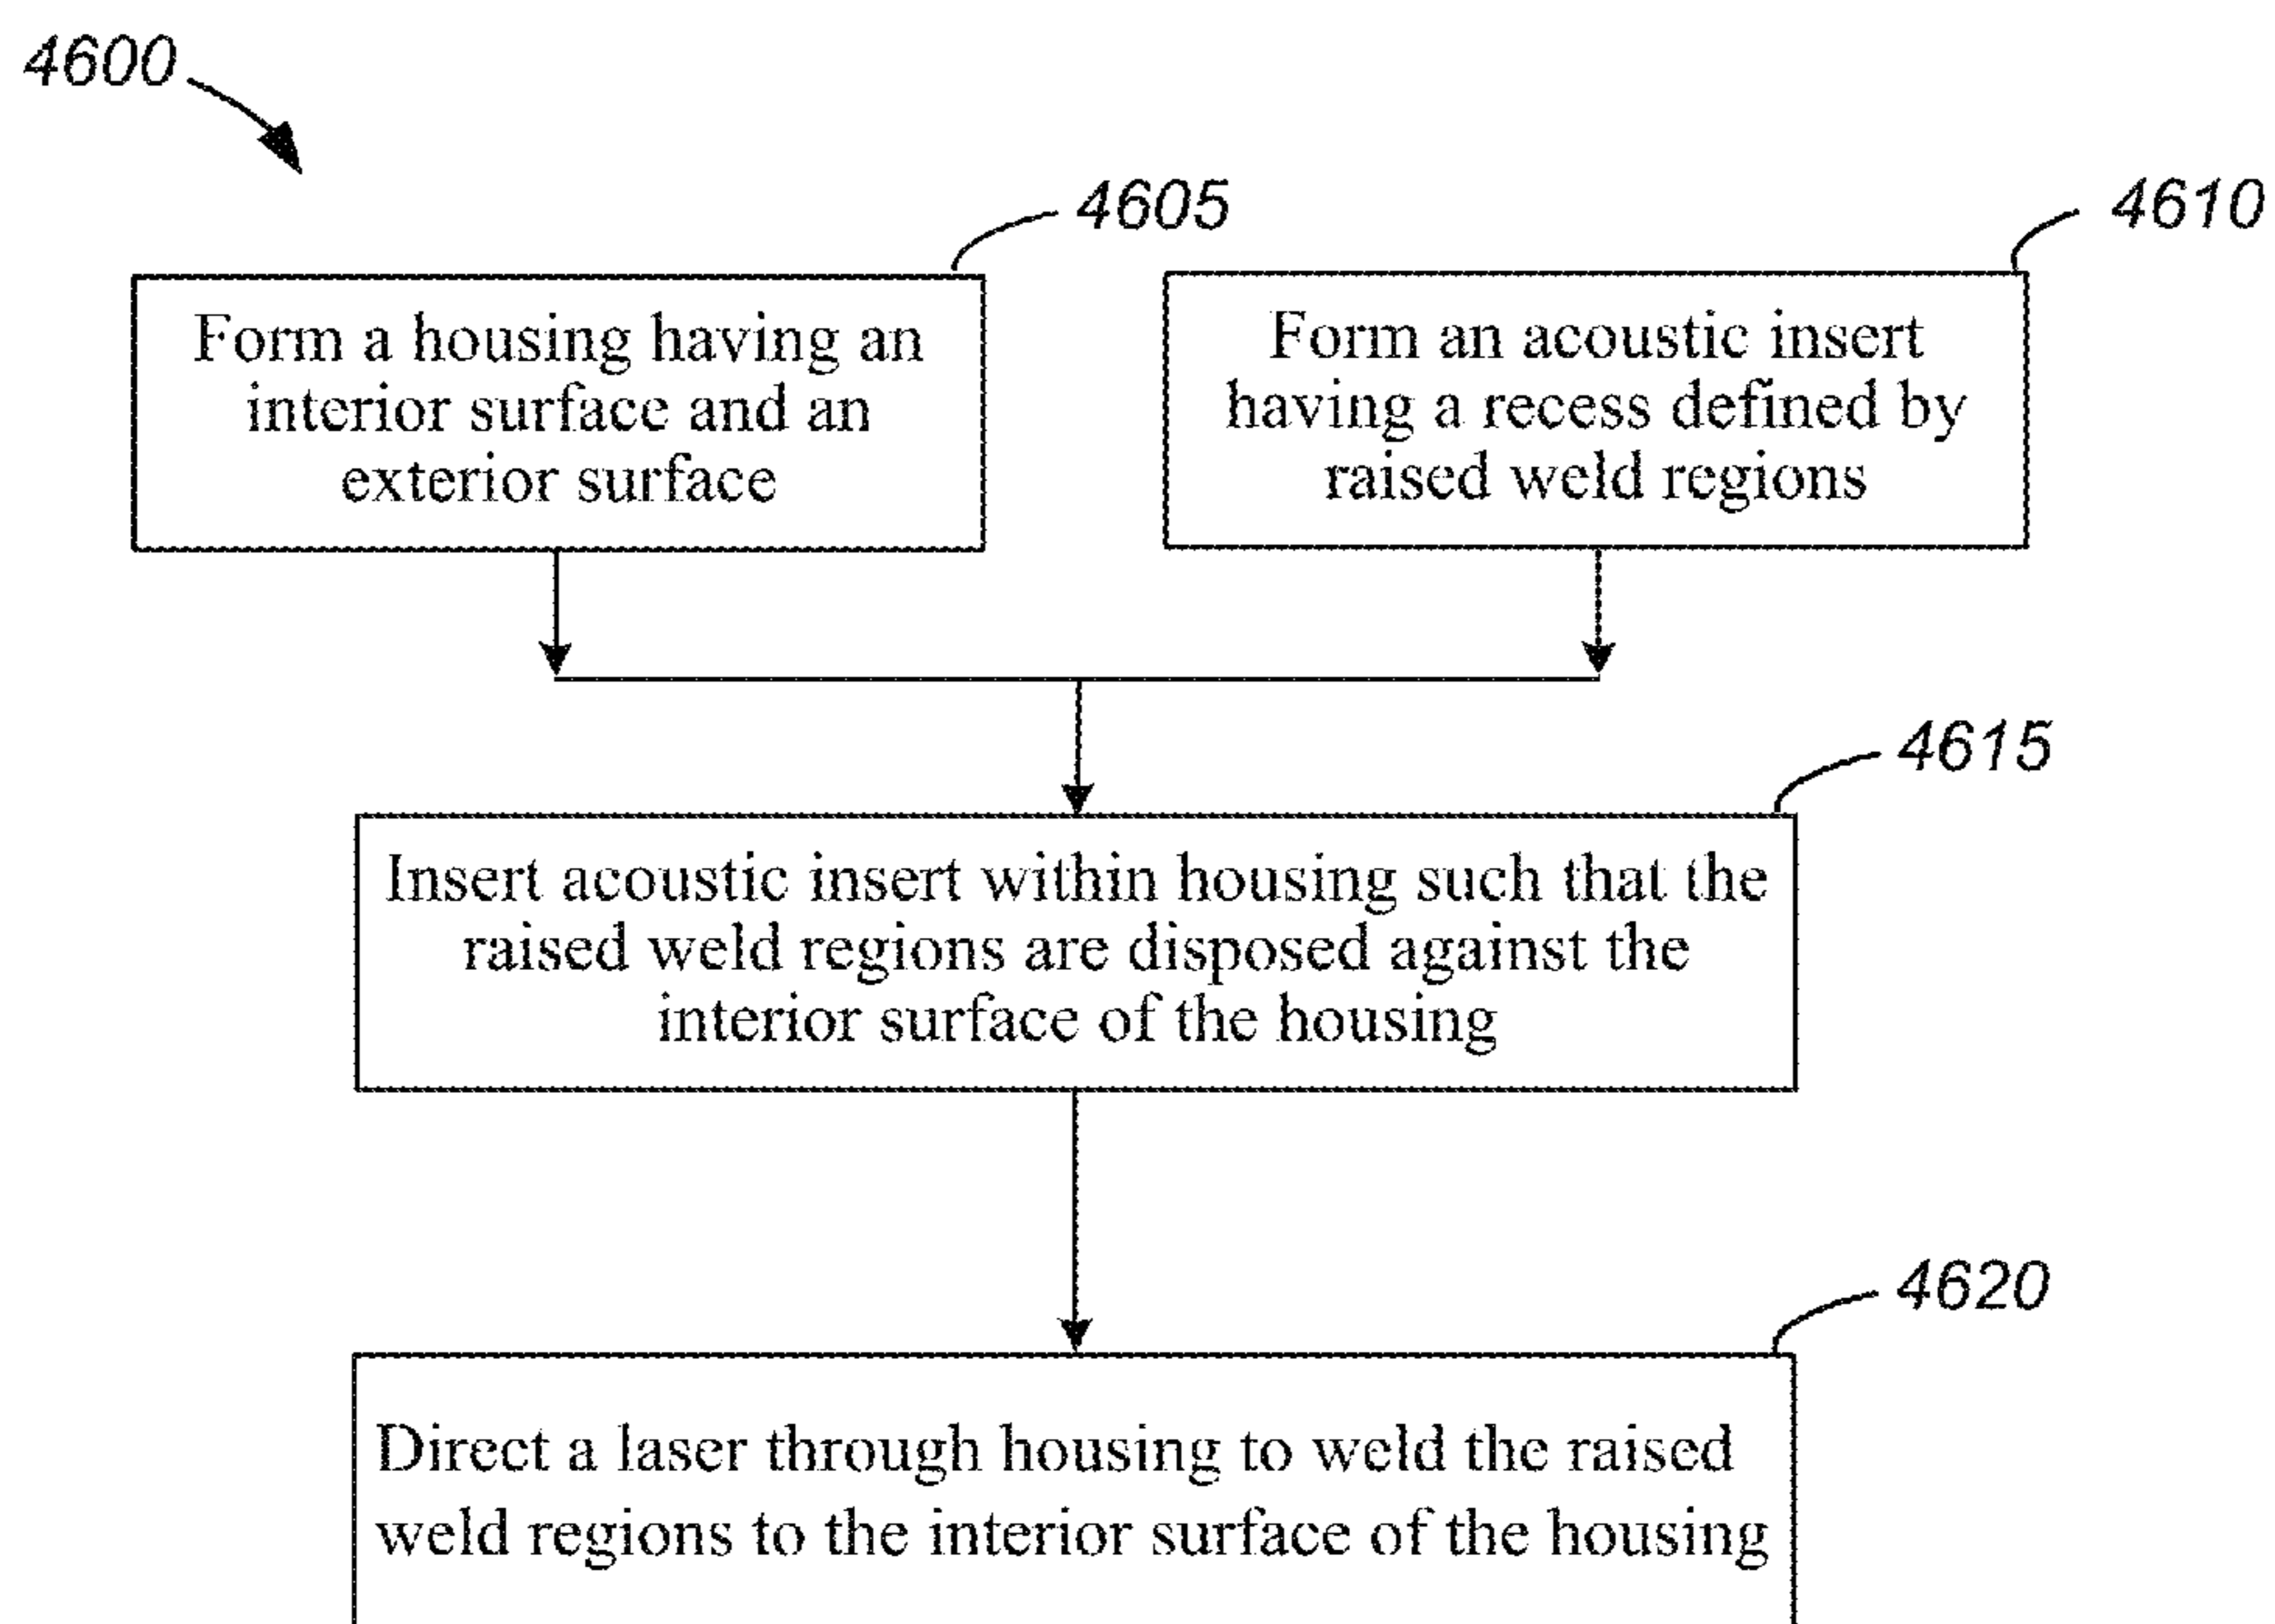 4600
4605
4610
Form a housing having an
interior surface and an
exterior surface
Form an acoustic insert
having a recess defined by
raised weld regions
4615
Insert acoustic insert within housing such that the
raised weld regions are disposed against the
interior surface of the housing
4620
Direct a laser through housing to weld the raised
weld regions to the interior surface of the housing